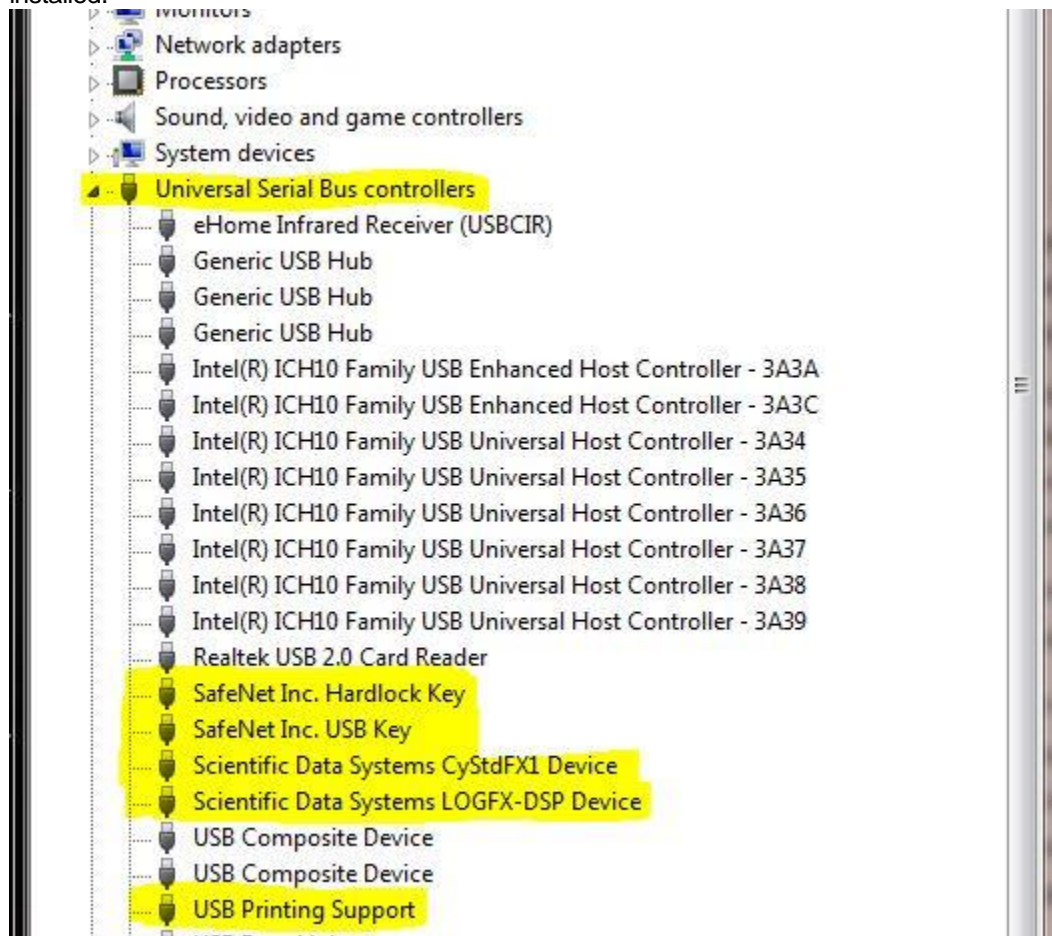 installed.
Monitors
Network adapters
Processors
Sound, video and game controllers
System devices
Universal Serial Bus controllers
eHome Infrared Receiver (USBCIR)
Generic USB Hub
Generic USB Hub
Generic USB Hub
Intel(R) ICH10 Family USB Enhanced Host Controller - 3A3A
Intel(R) ICH10 Family USB Enhanced Host Controller - 3A3C
Intel(R) ICH10 Family USB Universal Host Controller - 3A34
Intel(R) ICH10 Family USB Universal Host Controller - 3A35
Intel(R) ICH10 Family USB Universal Host Controller - 3A36
Intel(R) ICH10 Family USB Universal Host Controller - 3A37
Intel(R) ICH10 Family USB Universal Host Controller - 3A38
Intel(R) ICH10 Family USB Universal Host Controller - 3A39
Realtek USB 2.0 Card Reader
SafeNet Inc. Hardlock Key
SafeNet Inc. USB Key
Scientific Data Systems CyStdFX1 Device
Scientific Data Systems LOGFX-DSP Device
USB Composite Device
USB Composite Device
USB Printing Support